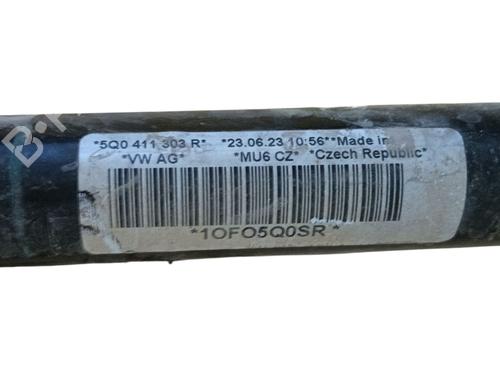 *5Q0 411 303 R* *23.06.23 10:56**Made in
*VW AG* *MU6 CZ* *Czech Republic*
*1OFO5Q0SR*